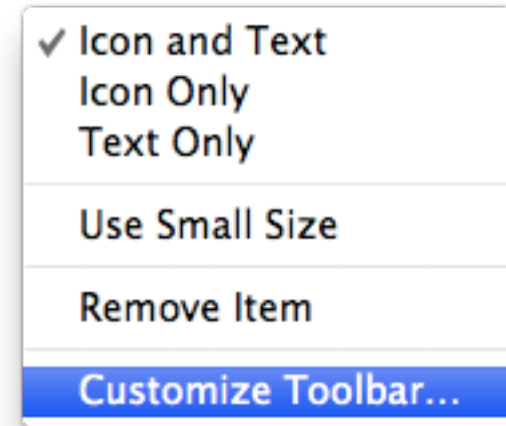 Icon and Text
Icon Only
Text Only
Use Small Size
Remove Item
Customize Toolbar...